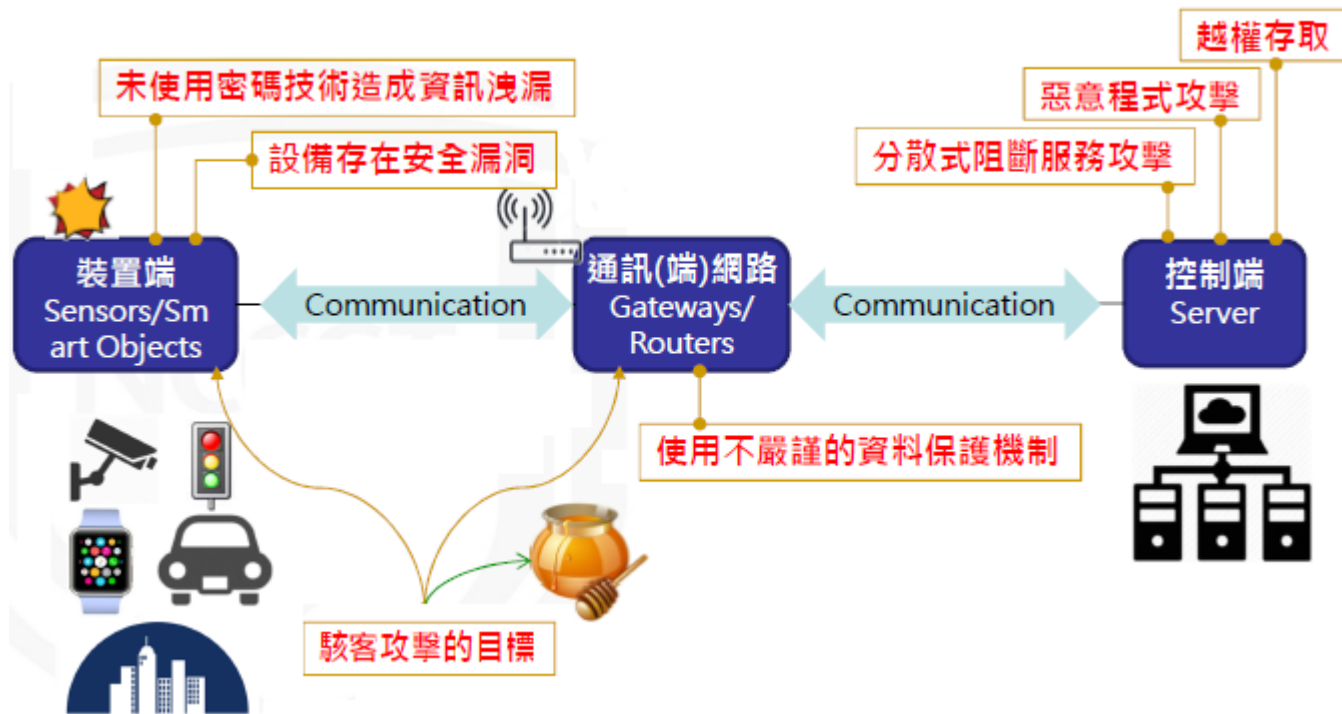 越權存取
未使用密碼技術造成資訊洩漏
惡意程式攻擊
設備存在安全漏洞
分散式阻斷服務攻擊
裝置端
Sensors/Sm
art Objects
Communication
通訊(端)網路
Gateways/
Routers
Communication
控制端
Server
使用不嚴謹的資料保護機制
駭客攻擊的目標